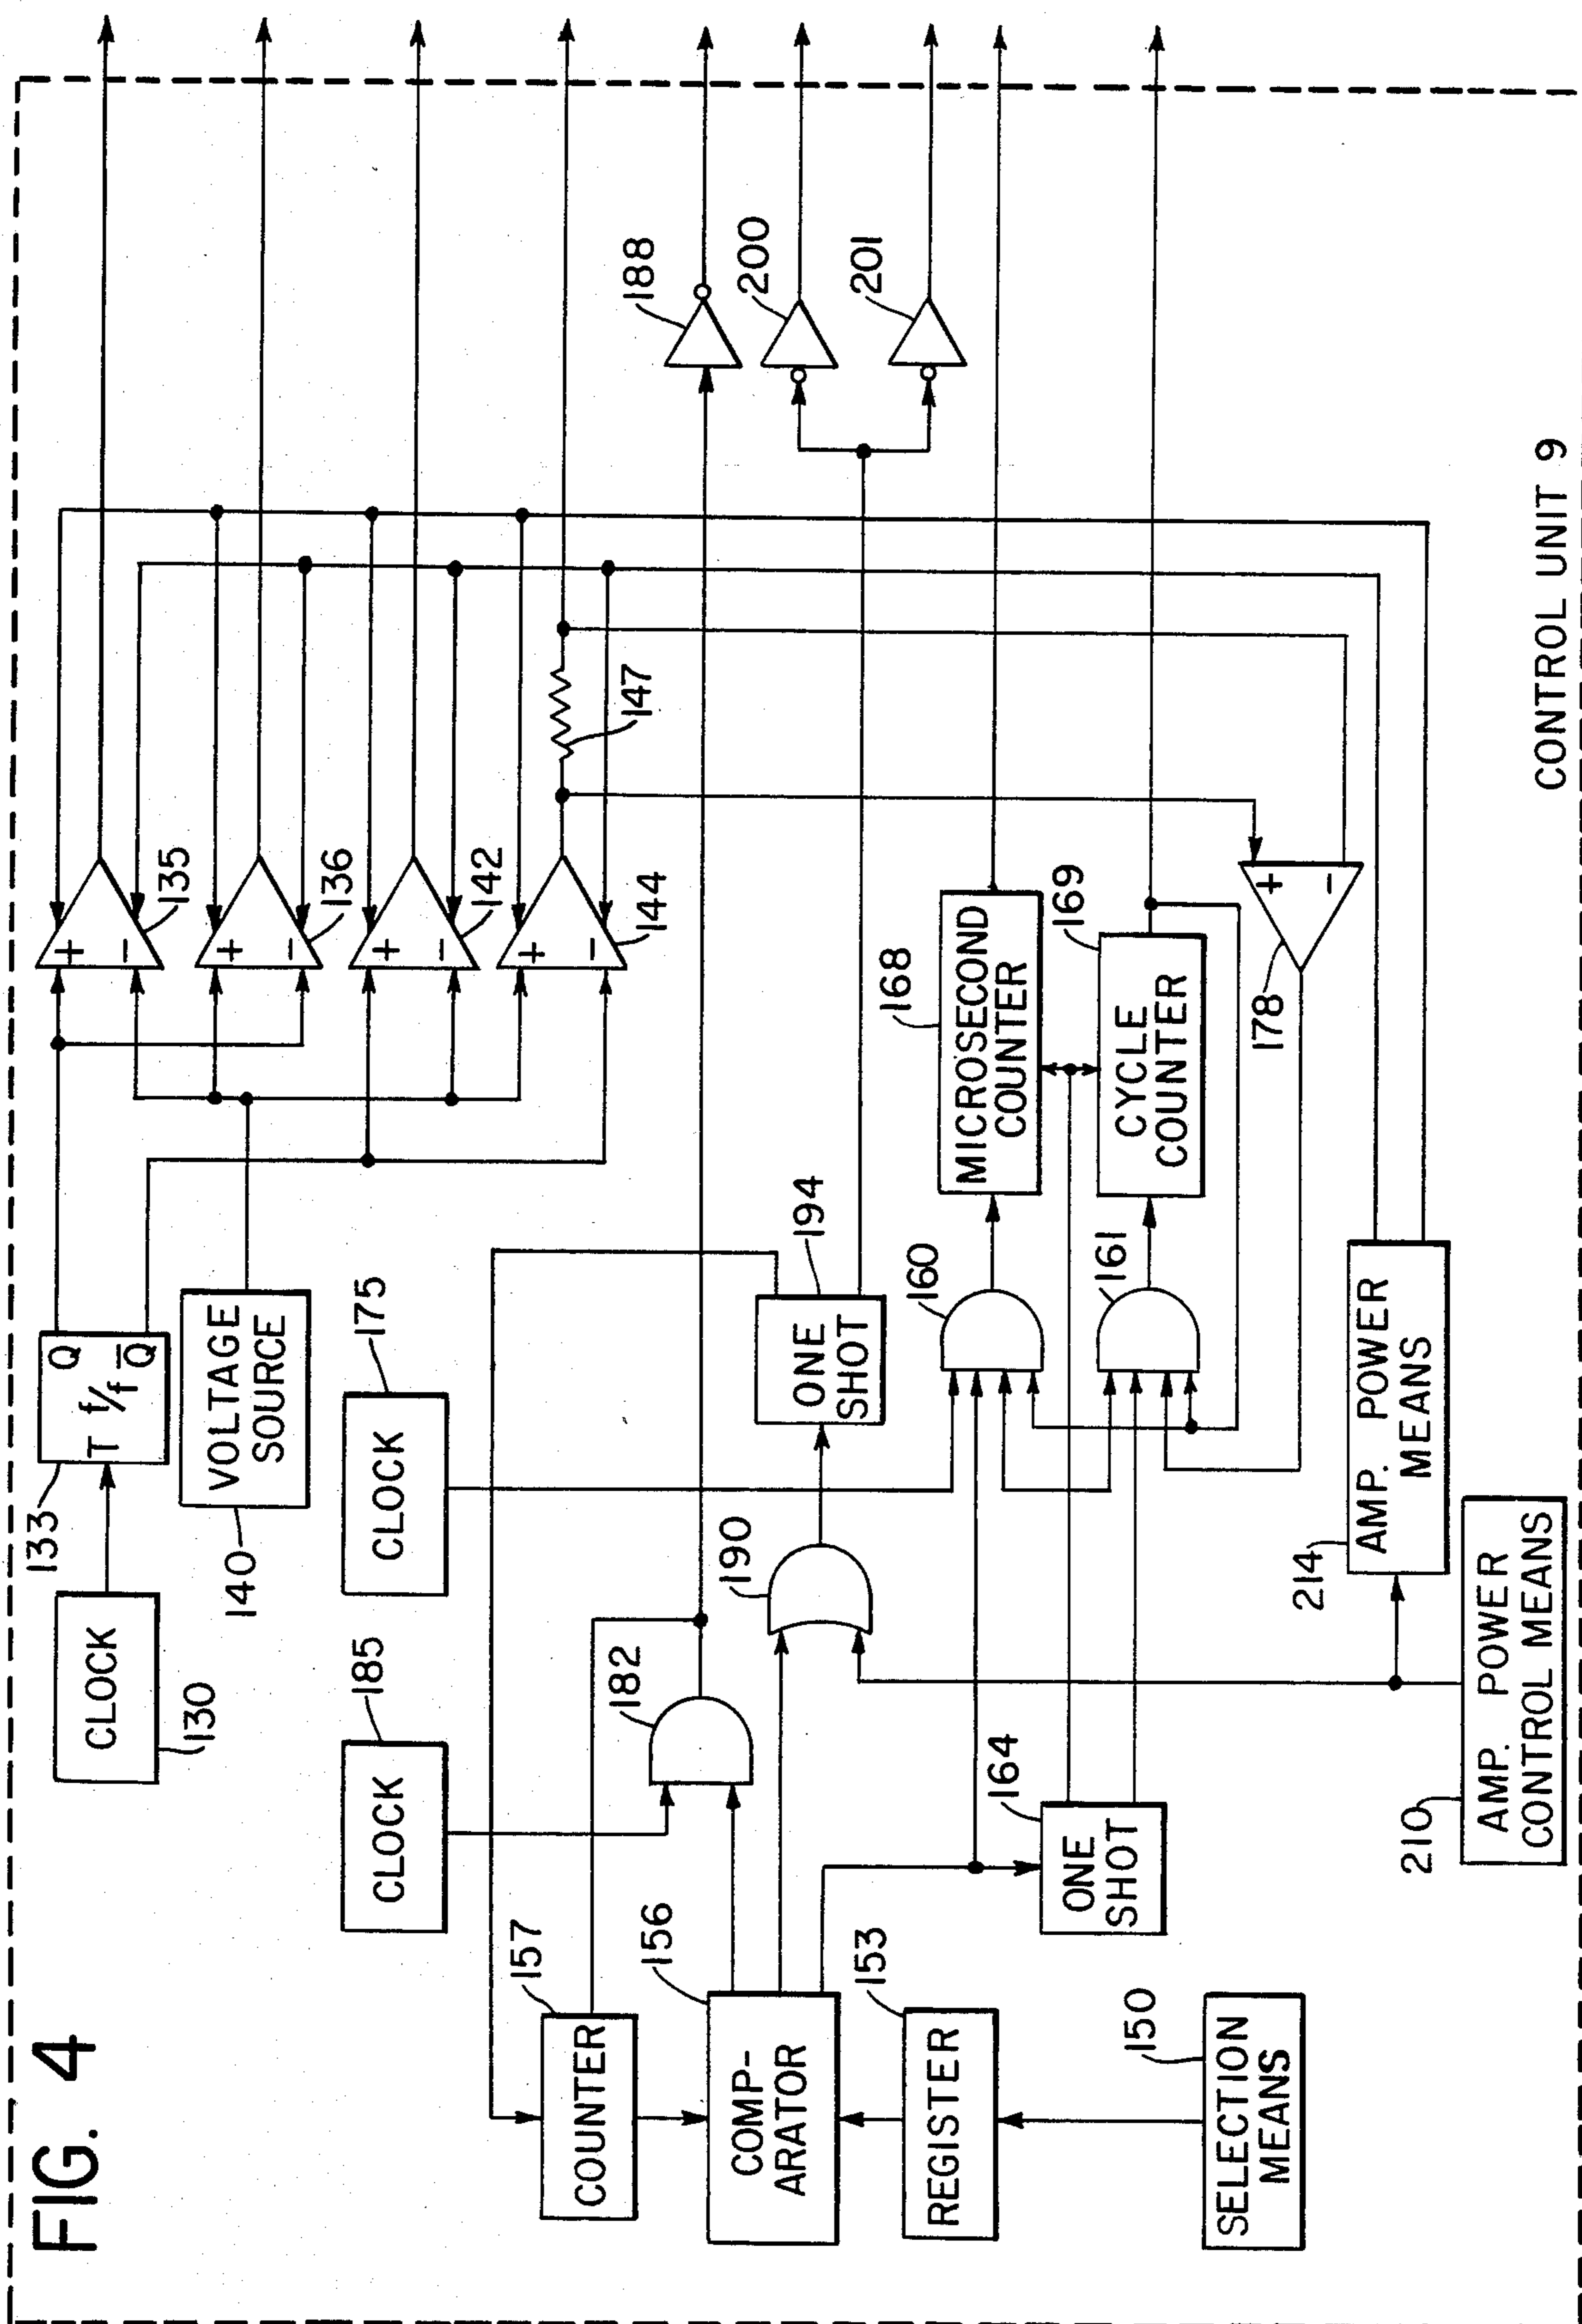 FIG. 4
CLOCK
130
133
T f/f
Q
Q̅
VOLTAGE
SOURCE
140
+
−
135
+
−
136
+
−
142
+
−
144
147
CLOCK
185
CLOCK
175
188
200
201
COUNTER
157
COMP-
ARATOR
156
REGISTER
153
SELECTION
MEANS
150
182
190
ONE
SHOT
194
ONE
SHOT
164
160
161
MICROSECOND
COUNTER
168
CYCLE
COUNTER
169
+
−
178
AMP. POWER
MEANS
214
AMP. POWER
CONTROL MEANS
210
CONTROL UNIT 9